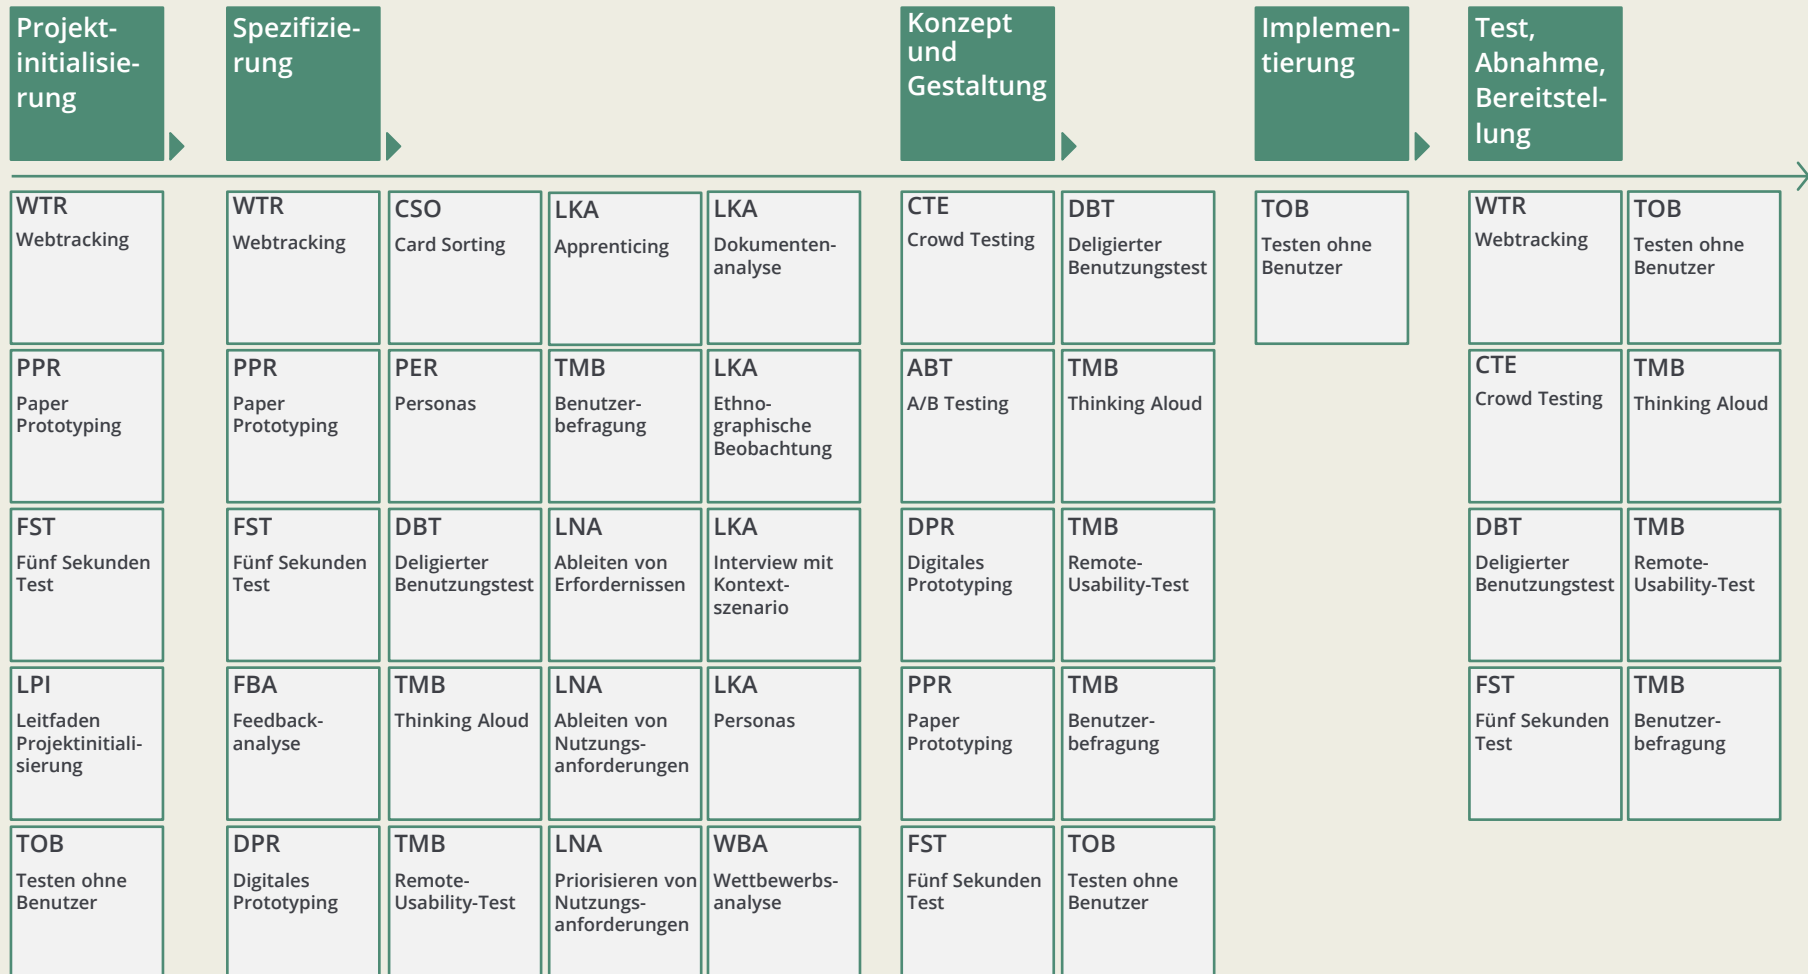 Projekt-
initialisie-
rung
Spezifizie-
rung
Konzept
und
Gestaltung
Implemen-
tierung
Test,
Abnahme,
Bereitstel-
lung
WTR
Webtracking
PPR
Paper
Prototyping
FST
Fünf Sekunden
Test
LPI
Leitfaden
Projektinitiali-
sierung
TOB
Testen ohne
Benutzer
WTR
Webtracking
PPR
Paper
Prototyping
FST
Fünf Sekunden
Test
FBA
Feedback-
analyse
DPR
Digitales
Prototyping
CSO
Card Sorting
PER
Personas
DBT
Deligierter
Benutzungstest
TMB
Thinking Aloud
TMB
Remote-
Usability-Test
LKA
Apprenticing
TMB
Benutzer-
befragung
LNA
Ableiten von
Erfordernissen
LNA
Ableiten von
Nutzungs-
anforderungen
LNA
Priorisieren von
Nutzungs-
anforderungen
LKA
Dokumenten-
analyse
LKA
Ethno-
graphische
Beobachtung
LKA
Interview mit
Kontext-
szenario
LKA
Personas
WBA
Wettbewerbs-
analyse
CTE
Crowd Testing
ABT
A/B Testing
DPR
Digitales
Prototyping
PPR
Paper
Prototyping
FST
Fünf Sekunden
Test
DBT
Deligierter
Benutzungstest
TMB
Thinking Aloud
TMB
Remote-
Usability-Test
TMB
Benutzer-
befragung
TOB
Testen ohne
Benutzer
TOB
Testen ohne
Benutzer
WTR
Webtracking
CTE
Crowd Testing
DBT
Deligierter
Benutzungstest
FST
Fünf Sekunden
Test
TOB
Testen ohne
Benutzer
TMB
Thinking Aloud
TMB
Remote-
Usability-Test
TMB
Benutzer-
befragung